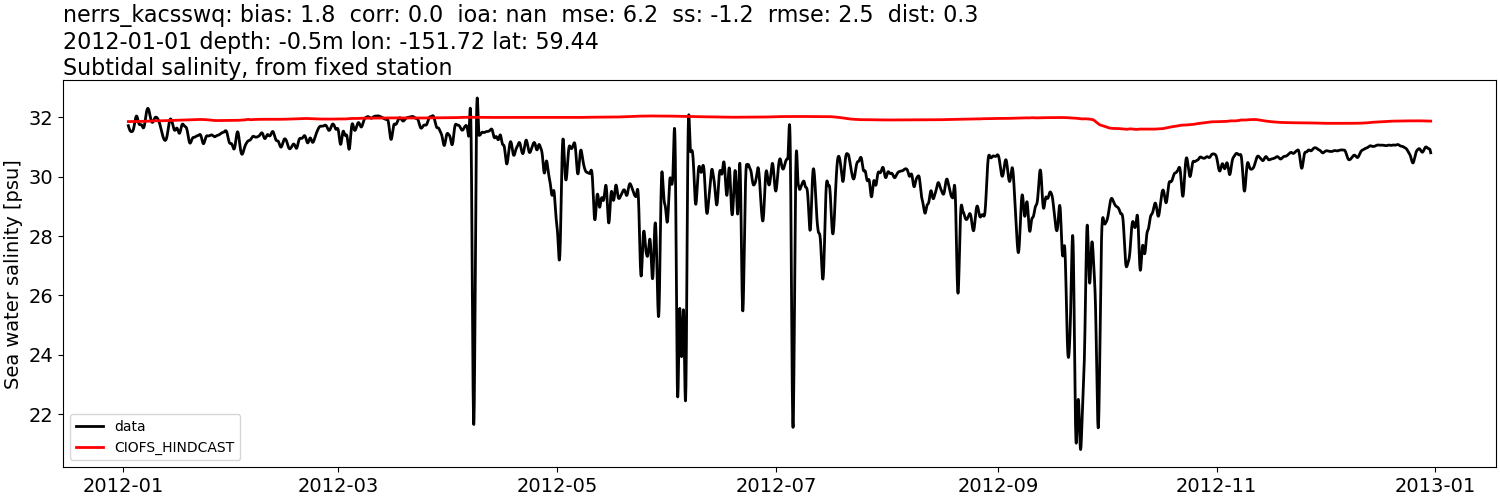 nerrs_kacsswq: bias: 1.8  corr: 0.0  ioa: nan  mse: 6.2  ss: -1.2  rmse: 2.5  dist: 0.3
2012-01-01 depth: -0.5m lon: -151.72 lat: 59.44
Subtidal salinity, from fixed station
Sea water salinity [psu]
32
30
28
26
24
22
data
CIOFS_HINDCAST
2012-01
2012-03
2012-05
2012-07
2012-09
2012-11
2013-01